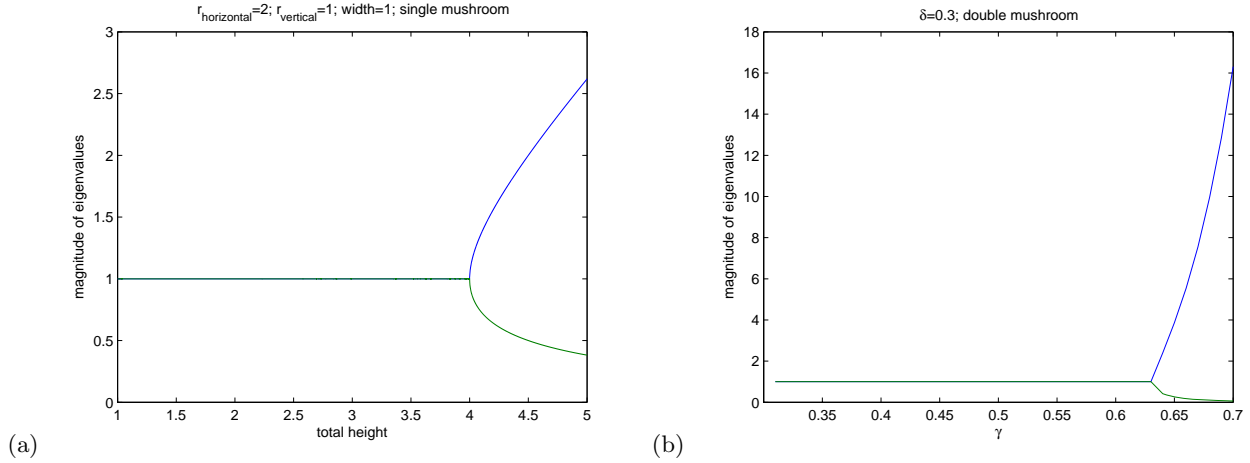 r_horizontal=2; r_vertical=1; width=1; single mushroom
3
2.5
2
1.5
1
0.5
0
magnitude of eigenvalues
1 1.5 2 2.5 3 3.5 4 4.5 5
total height
(a)
δ=0.3; double mushroom
18
16
14
12
10
8
6
4
2
0
magnitude of eigenvalues
0.35 0.4 0.45 0.5 0.55 0.6 0.65 0.7
γ
(b)